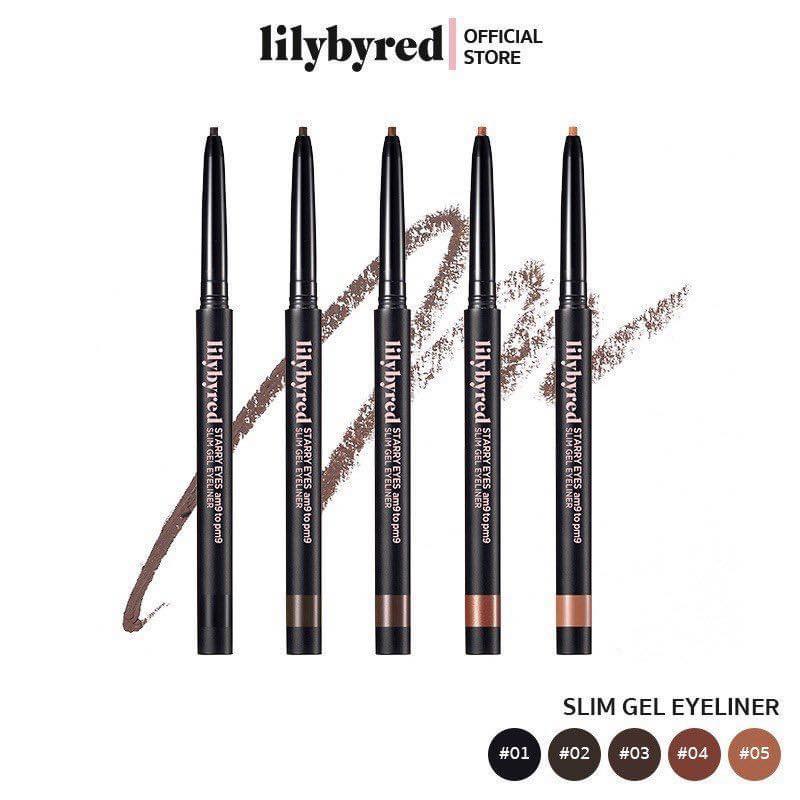 lilybyred
OFFICIAL
STORE
lilybyred
STARRY EYES am9 to pm9
SLIM GEL EYELINER
lilybyred
STARRY EYES am9 to pm9
SLIM GEL EYELINER
lilybyred
STARRY EYES am9 to pm9
SLIM GEL EYELINER
lilybyred
STARRY EYES am9 to pm9
SLIM GEL EYELINER
lilybyred
STARRY EYES am9 to pm9
SLIM GEL EYELINER
SLIM GEL EYELINER
#01 #02 #03 #04 #05